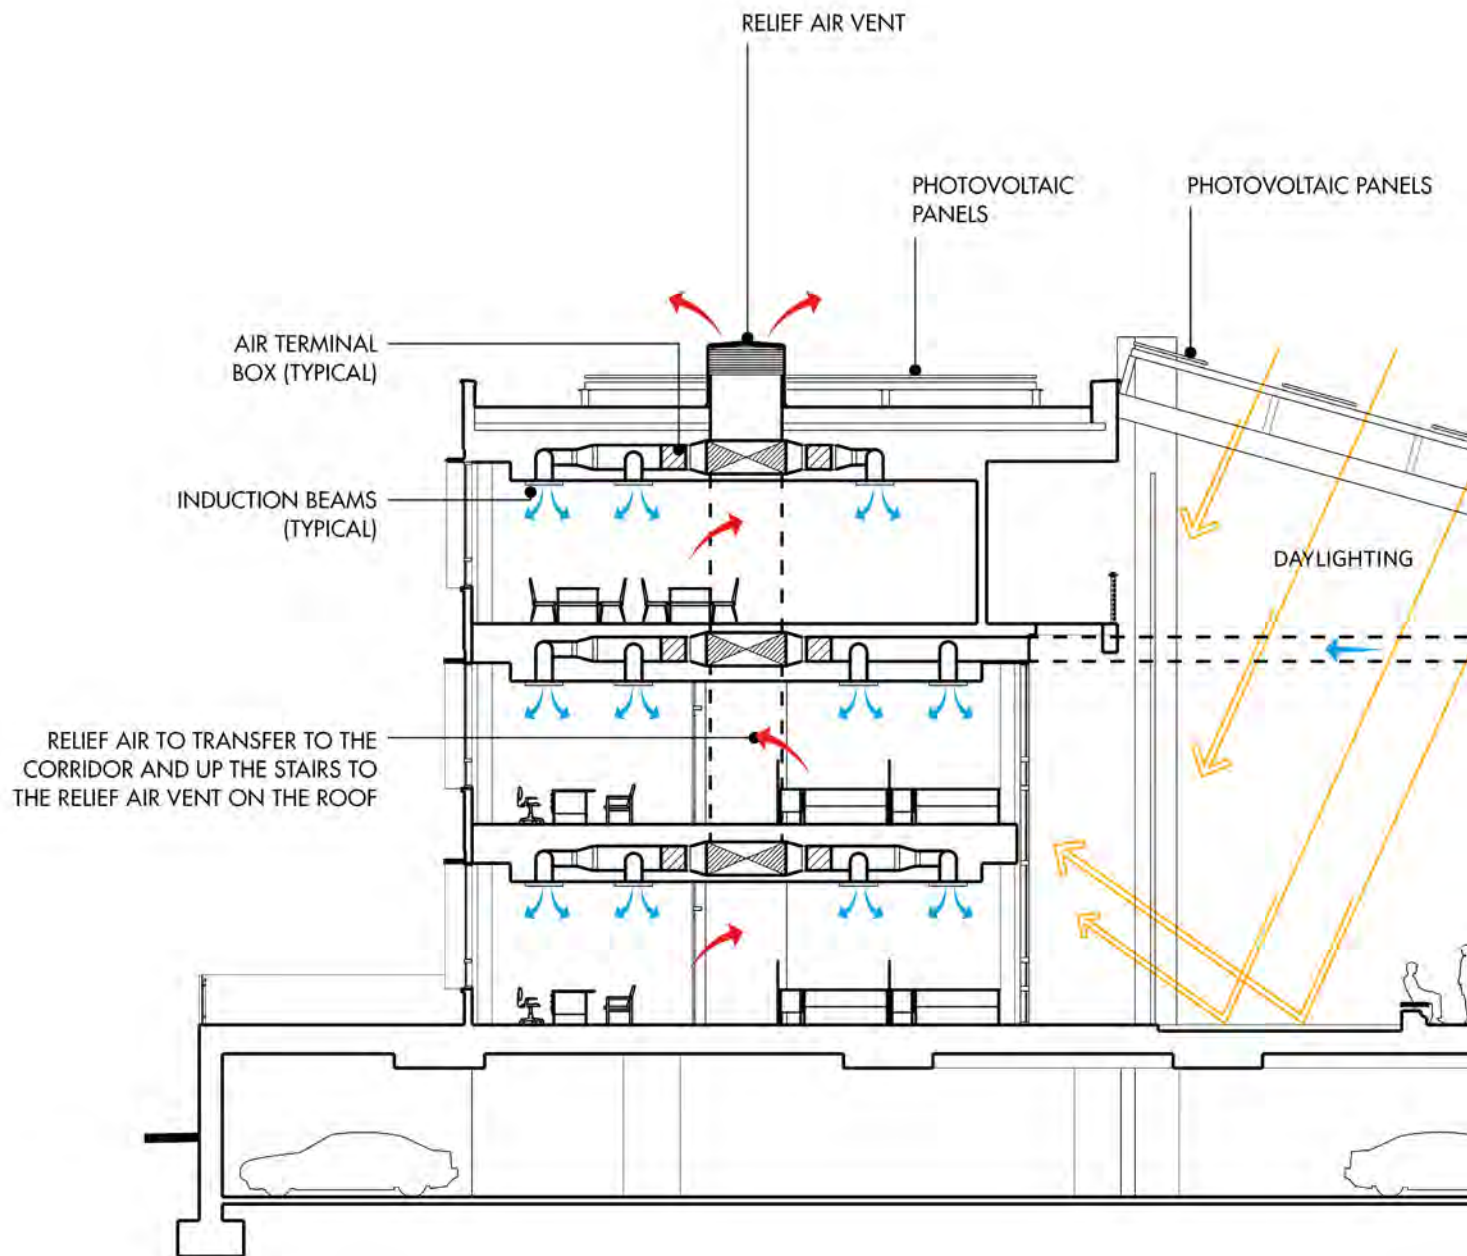 RELIEF AIR VENT
PHOTOVOLTAIC
PANELS
PHOTOVOLTAIC PANELS
AIR TERMINAL
BOX (TYPICAL)
INDUCTION BEAMS
(TYPICAL)
DAYLIGHTING
RELIEF AIR TO TRANSFER TO THE
CORRIDOR AND UP THE STAIRS TO
THE RELIEF AIR VENT ON THE ROOF